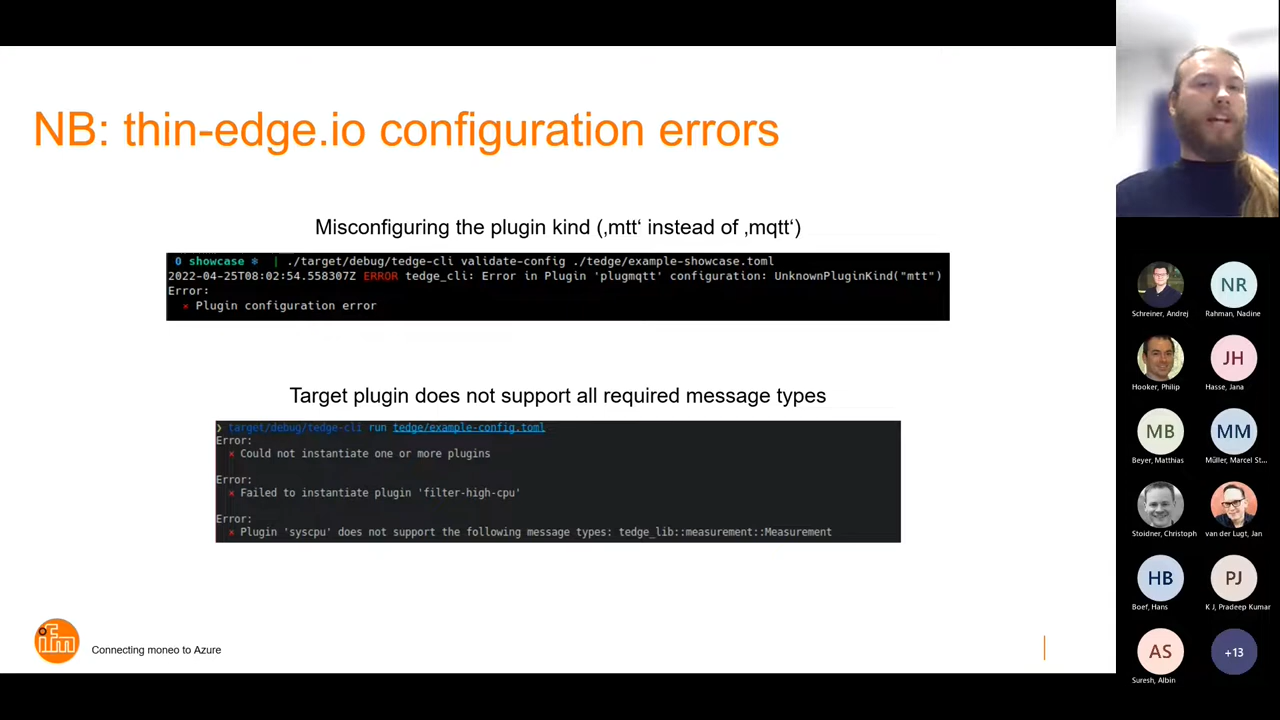 NB: thin-edge.io configuration errors
Misconfiguring the plugin kind (‚mtt‘ instead of ‚mqtt‘)
O showcase ❄ | ./target/debug/tedge-cli validate-config ./tedge/example-showcase.toml
2022-04-25T08:02:54.558307Z ERROR tedge_cli: Error in Plugin 'plugmqtt' configuration: UnknownPluginKind("mtt")
Error:
× Plugin configuration error
Target plugin does not support all required message types
❯ target/debug/tedge-cli run tedge/example-config.toml
Error:
× Could not instantiate one or more plugins
Error:
× Failed to instantiate plugin 'filter-high-cpu'
Error:
× Plugin 'syscpu' does not support the following message types: tedge_lib::measurement::Measurement
ifm
Connecting moneo to Azure
NR
Schreiner, Andrej
Rahman, Nadine
JH
Hooker, Philip
Hasse, Jana
MB
MM
Beyer, Matthias
Müller, Marcel St...
Stoidner, Christoph
van der Lugt, Jan
HB
PJ
Boef, Hans
K J, Pradeep Kumar
AS
+13
Suresh, Albin